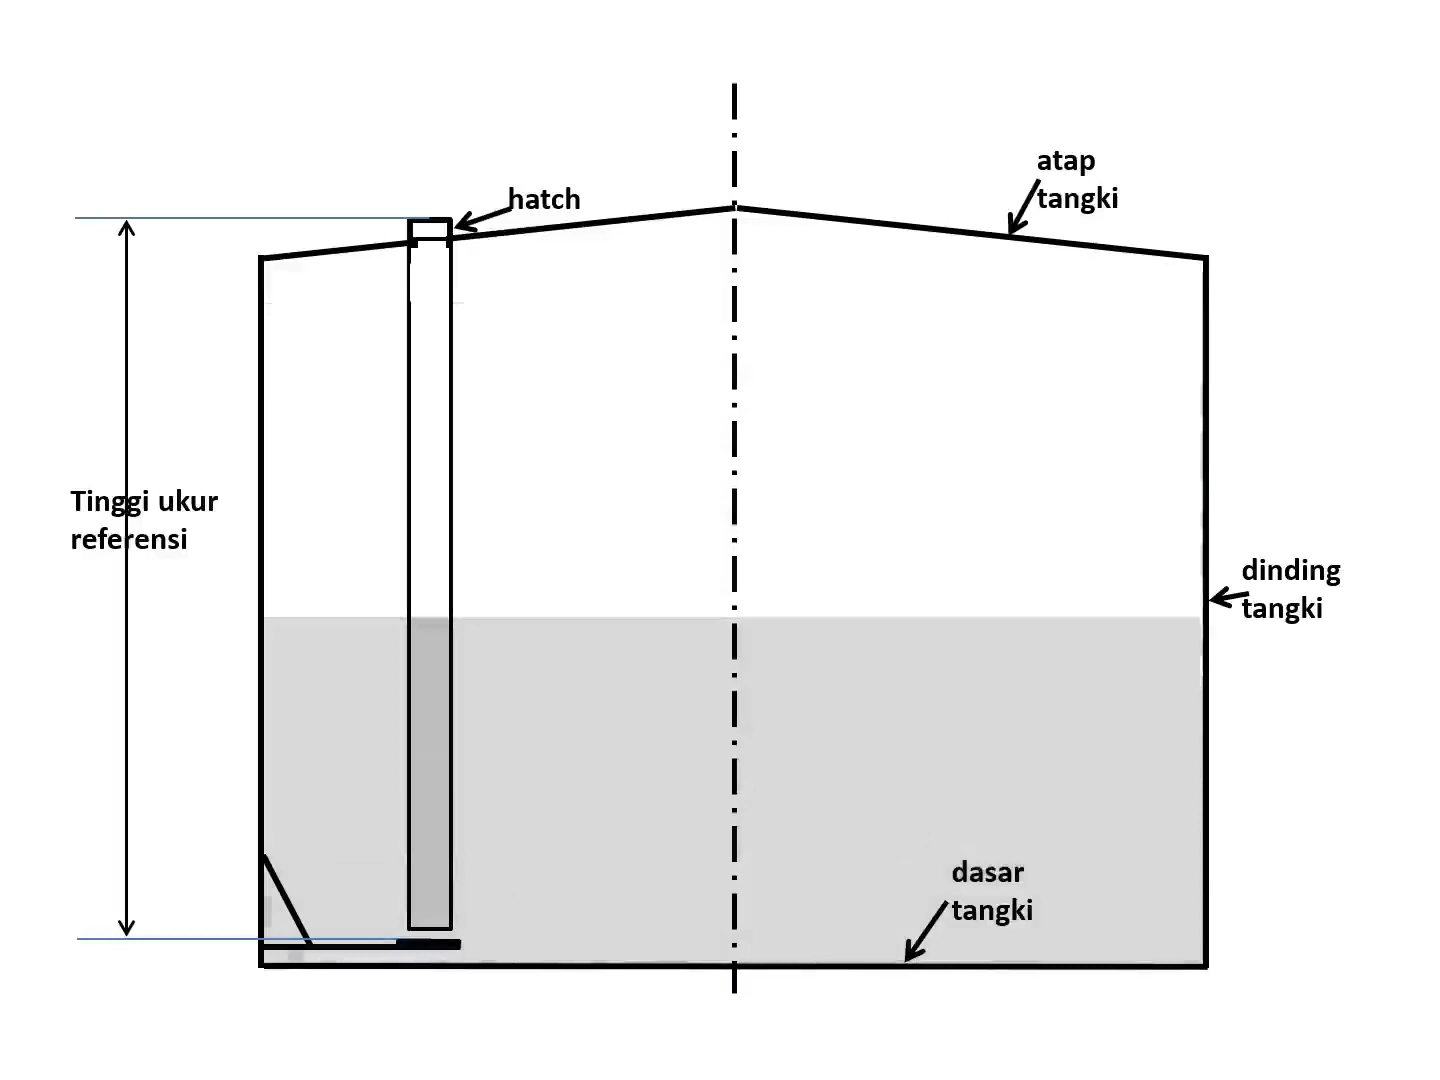 atap
tangki
hatch
Tinggi ukur
referensi
dinding
tangki
dasar
tangki